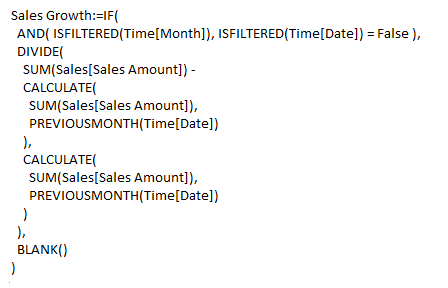 Sales Growth:=IF(
AND( ISFILTERED(Time[Month]), ISFILTERED(Time[Date]) = False ),
DIVIDE(
SUM(Sales[Sales Amount]) -
CALCULATE(
SUM(Sales[Sales Amount]),
PREVIOUSMONTH(Time[Date])
),
CALCULATE(
SUM(Sales[Sales Amount]),
PREVIOUSMONTH(Time[Date])
)
),
BLANK()
)